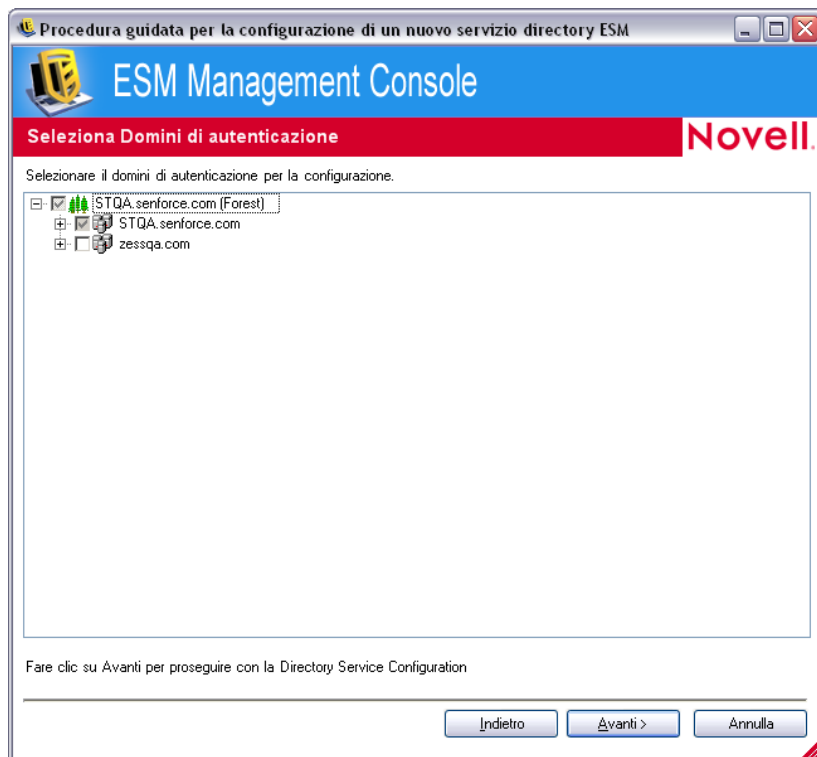 Procedura guidata per la configurazione di un nuovo servizio directory ESM
ESM Management Console
Seleziona Domini di autenticazione
Novell.
Selezionare il domini di autenticazione per la configurazione.
STQA.senforce.com (Forest)
STQA.senforce.com
zessqa.com
Fare clic su Avanti per proseguire con la Directory Service Configuration
Indietro
Avanti >
Annulla